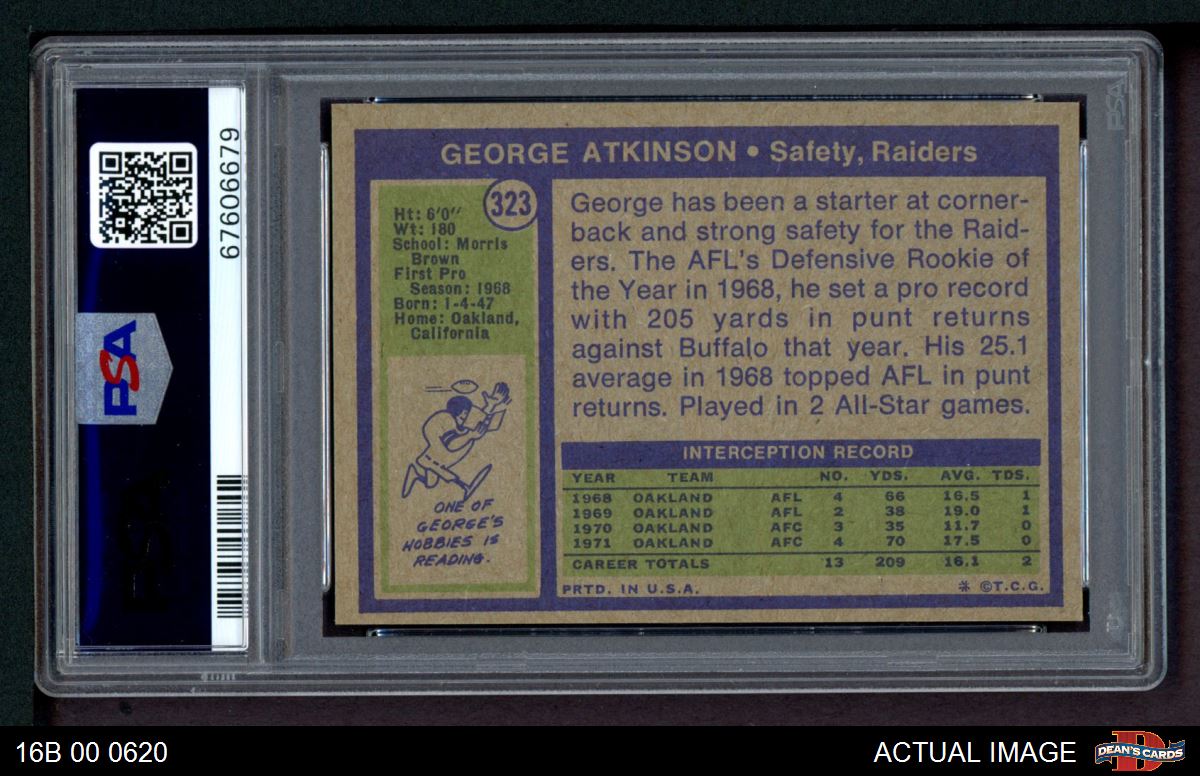 67606679
PSA
GEORGE ATKINSON • Safety, Raiders
323
Ht: 6'0"
Wt: 180
School: Morris
Brown
First Pro
Season: 1968
Born: 1-4-47
Home: Oakland,
California
ONE OF
GEORGE'S
HOBBIES IS
READING.
George has been a starter at corner-
back and strong safety for the Raid-
ers. The AFL's Defensive Rookie of
the Year in 1968, he set a pro record
with 205 yards in punt returns
against Buffalo that year. His 25.1
average in 1968 topped AFL in punt
returns. Played in 2 All-Star games.
INTERCEPTION RECORD
YEAR TEAM NO. YDS. AVG. TDS.
1968 OAKLAND AFL 4 66 16.5 1
1969 OAKLAND AFL 2 38 19.0 1
1970 OAKLAND AFC 3 35 11.7 0
1971 OAKLAND AFC 4 70 17.5 0
CAREER TOTALS 13 209 16.1 2
PRTD. IN U.S.A. * ©T.C.G.
PSA
16B 00 0620
ACTUAL IMAGE
DEAN'S CARDS